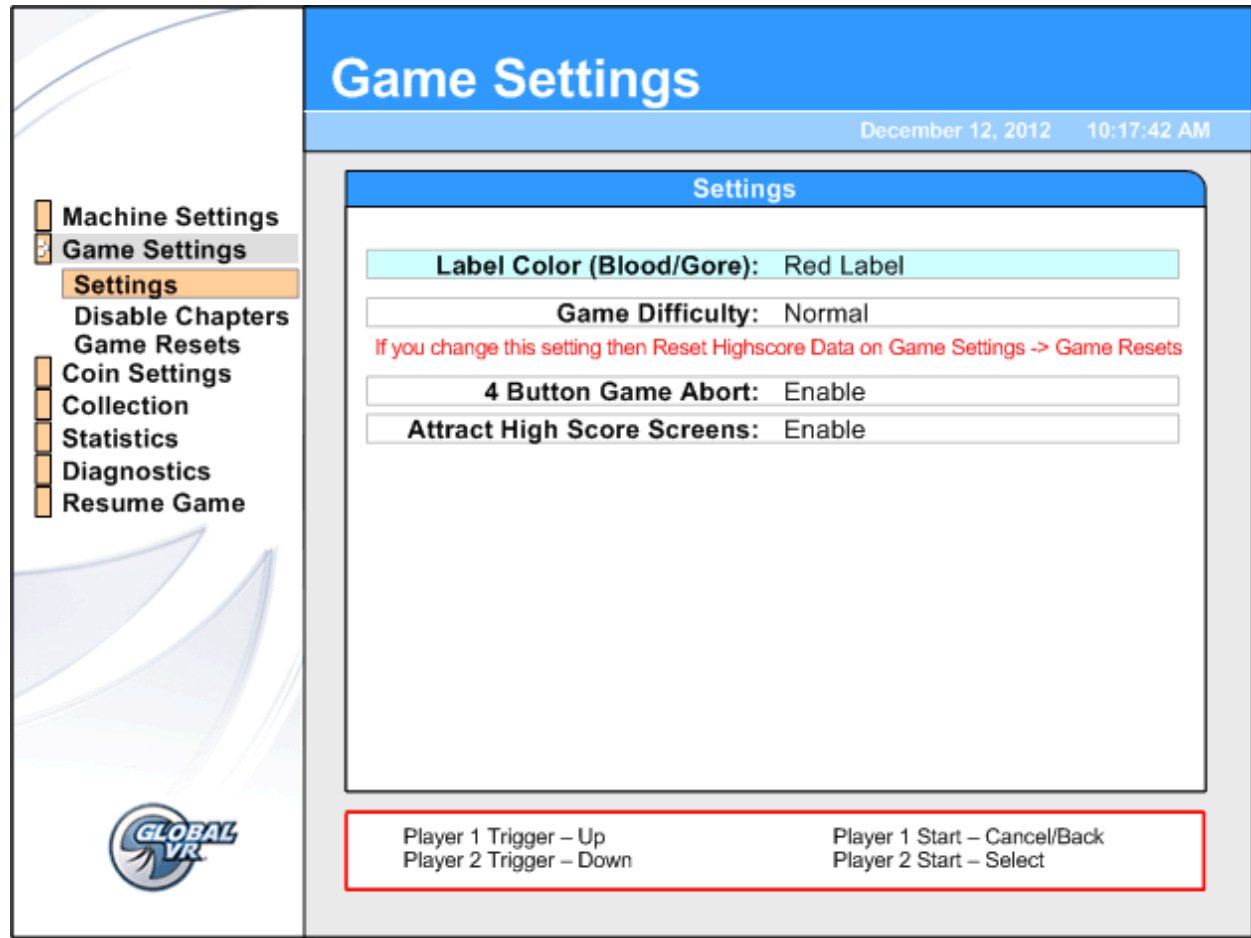 Game Settings
December 12, 2012 10:17:42 AM
Machine Settings
Game Settings
Settings
Disable Chapters
Game Resets
Coin Settings
Collection
Statistics
Diagnostics
Resume Game
Settings
Label Color (Blood/Gore): Red Label
Game Difficulty: Normal
If you change this setting then Reset Highscore Data on Game Settings -> Game Resets
4 Button Game Abort: Enable
Attract High Score Screens: Enable
GLOBAL
VR
Player 1 Trigger – Up
Player 2 Trigger – Down
Player 1 Start – Cancel/Back
Player 2 Start – Select